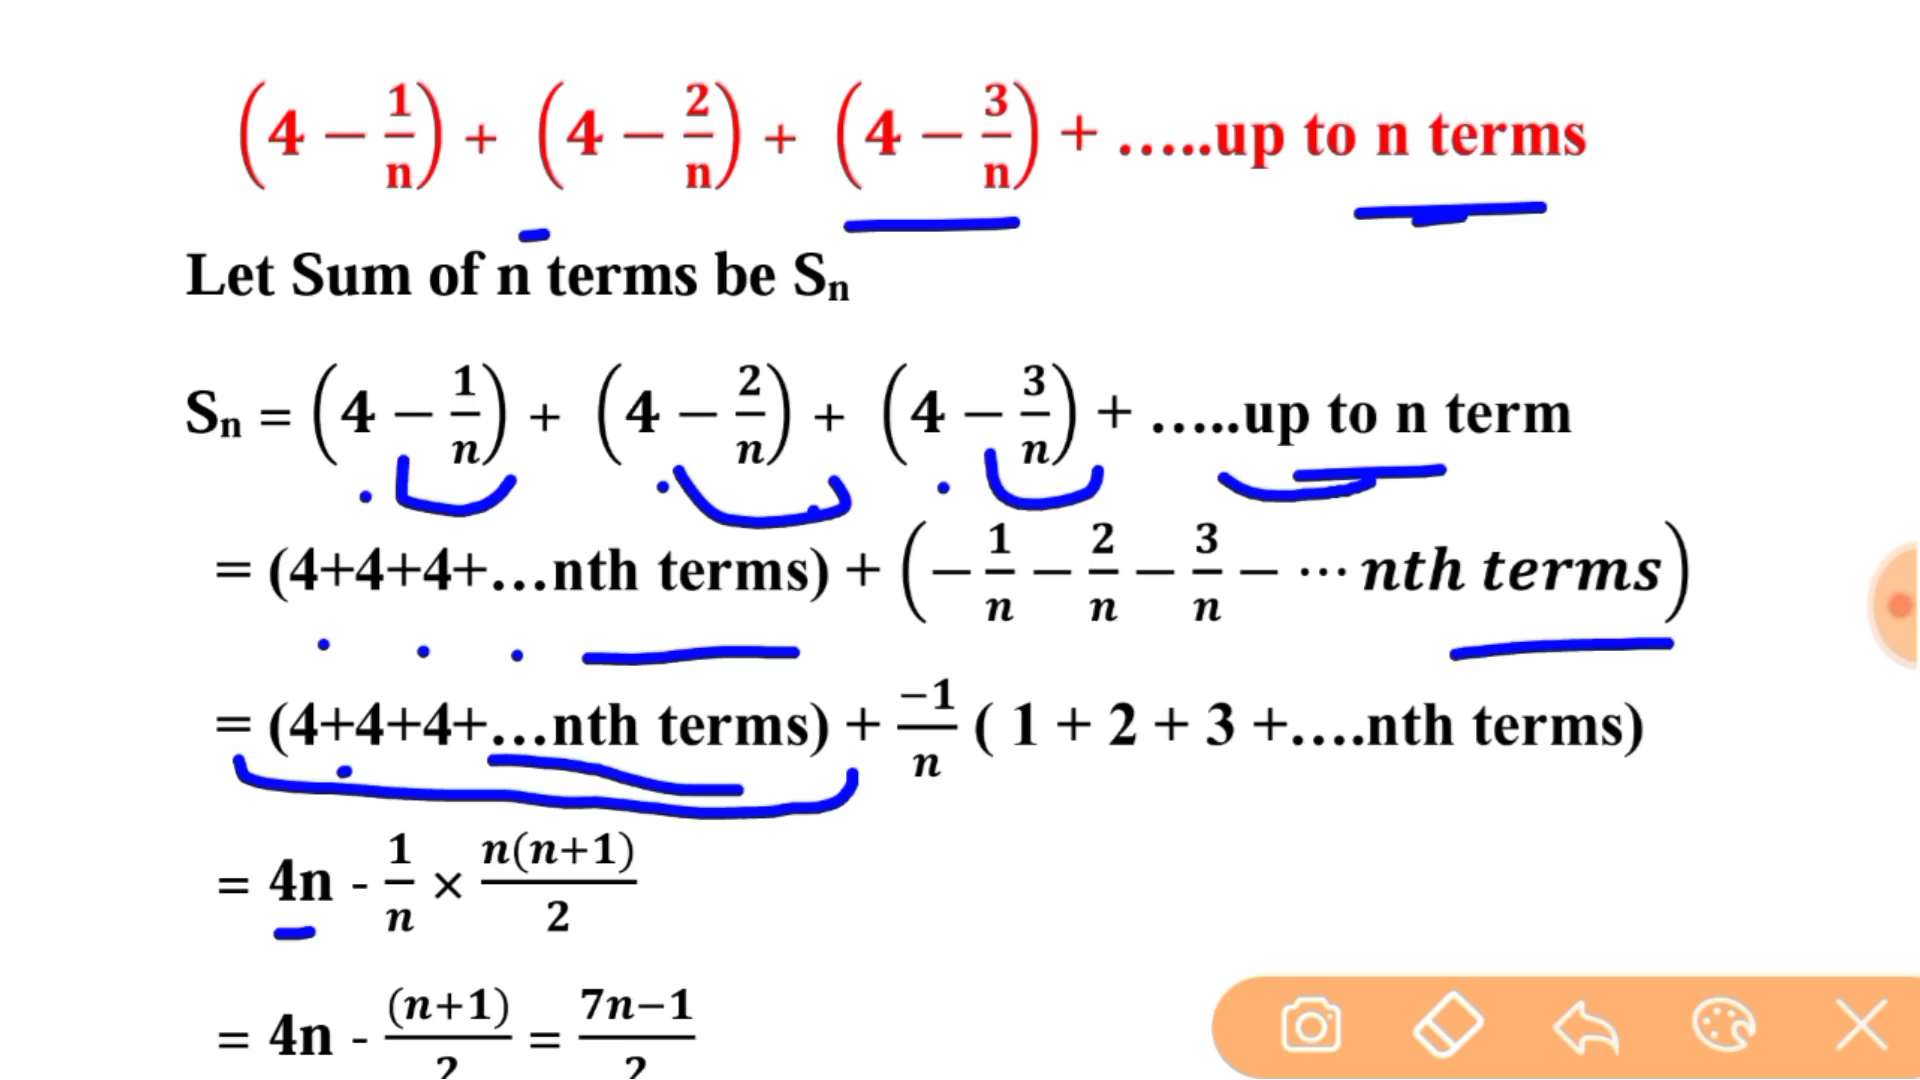 (4 − 1/n) + (4 − 2/n) + (4 − 3/n) + …..up to n terms
Let Sum of n terms be Sₙ
Sₙ = (4 − 1/n) + (4 − 2/n) + (4 − 3/n) + …..up to n term
= (4+4+4+…nth terms) + (− 1/n − 2/n − 3/n − ⋯ nth terms)
= (4+4+4+…nth terms) + −1/n ( 1 + 2 + 3 +….nth terms)
= 4n - 1/n × n(n+1)/2
= 4n - (n+1)/2 = 7n−1/2